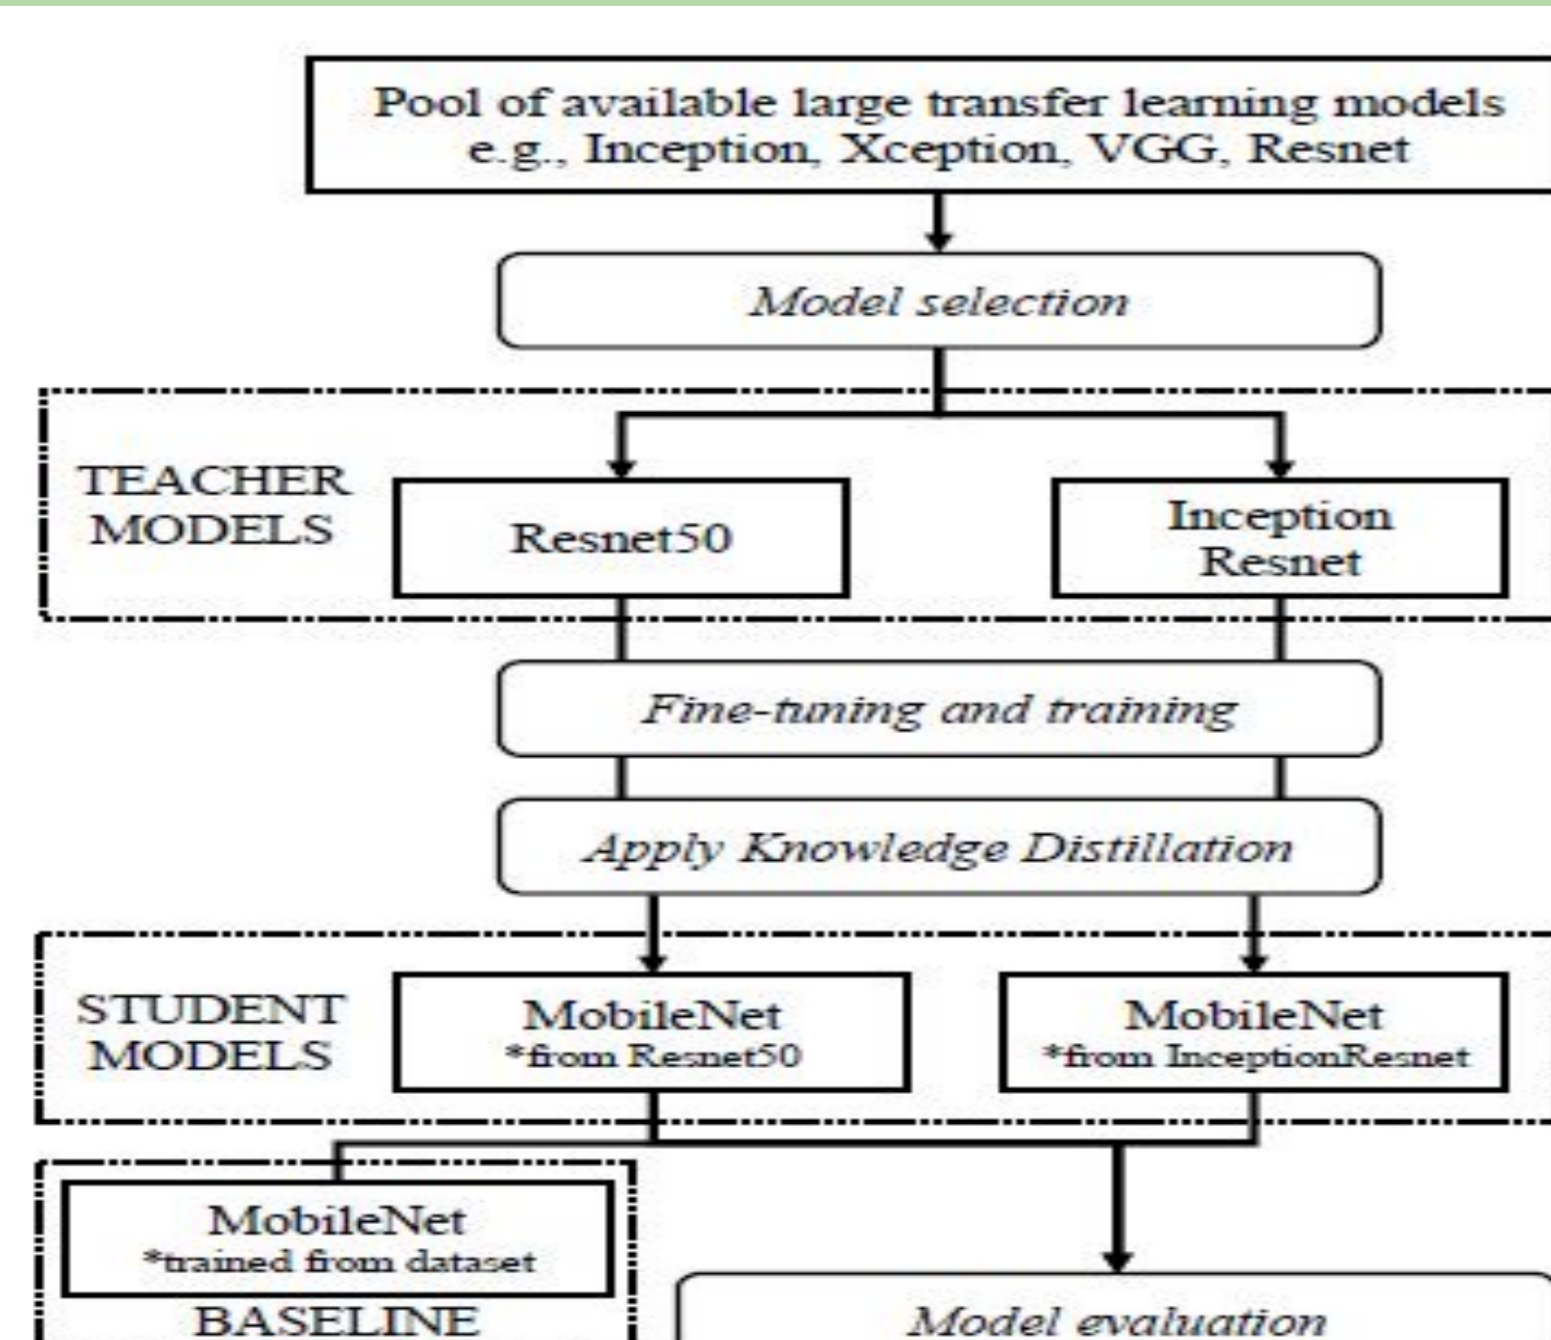 Pool of available large transfer learning models
e.g., Inception, Xception, VGG, Resnet
Model selection
TEACHER
MODELS
Resnet50
Inception
Resnet
Fine-tuning and training
Apply Knowledge Distillation
STUDENT
MODELS
MobileNet
*from Resnet50
MobileNet
*from InceptionResnet
MobileNet
*trained from dataset
BASELINE
Model evaluation